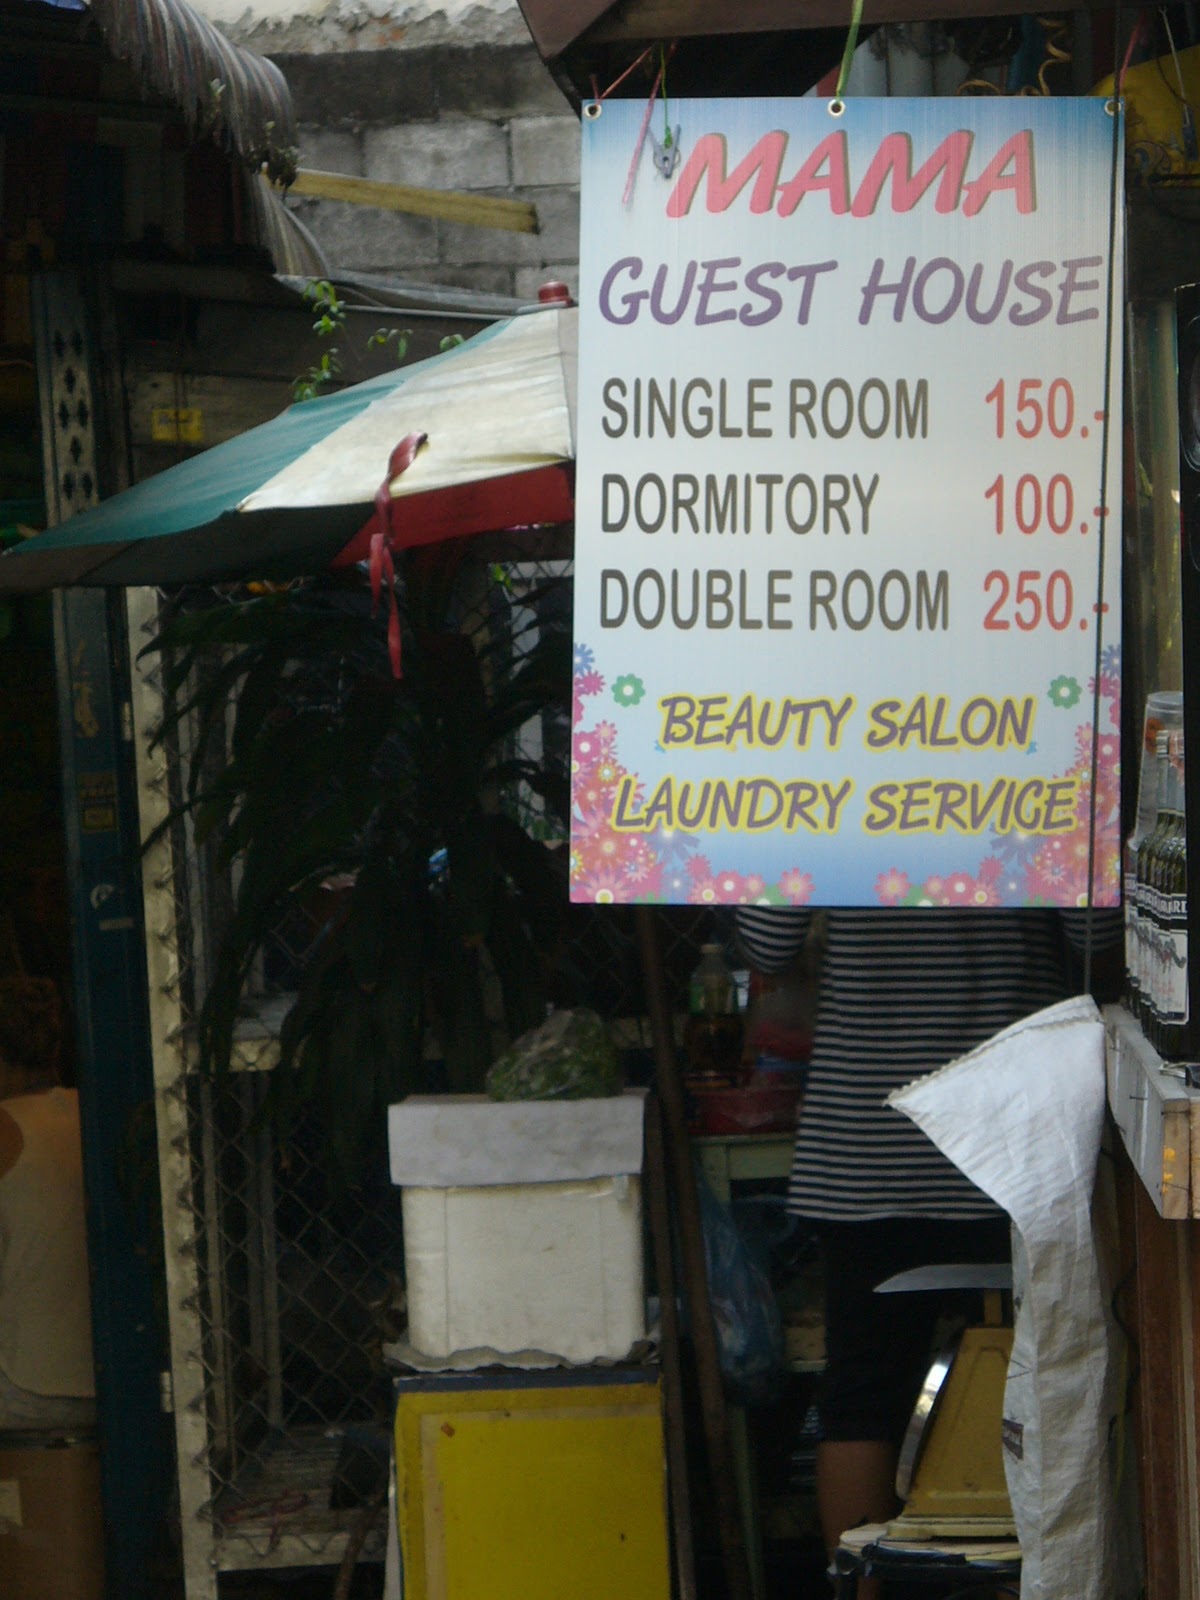 MAMA
GUEST HOUSE
SINGLE ROOM 150.-
DORMITORY 100.-
DOUBLE ROOM 250.-
BEAUTY SALON
LAUNDRY SERVICE